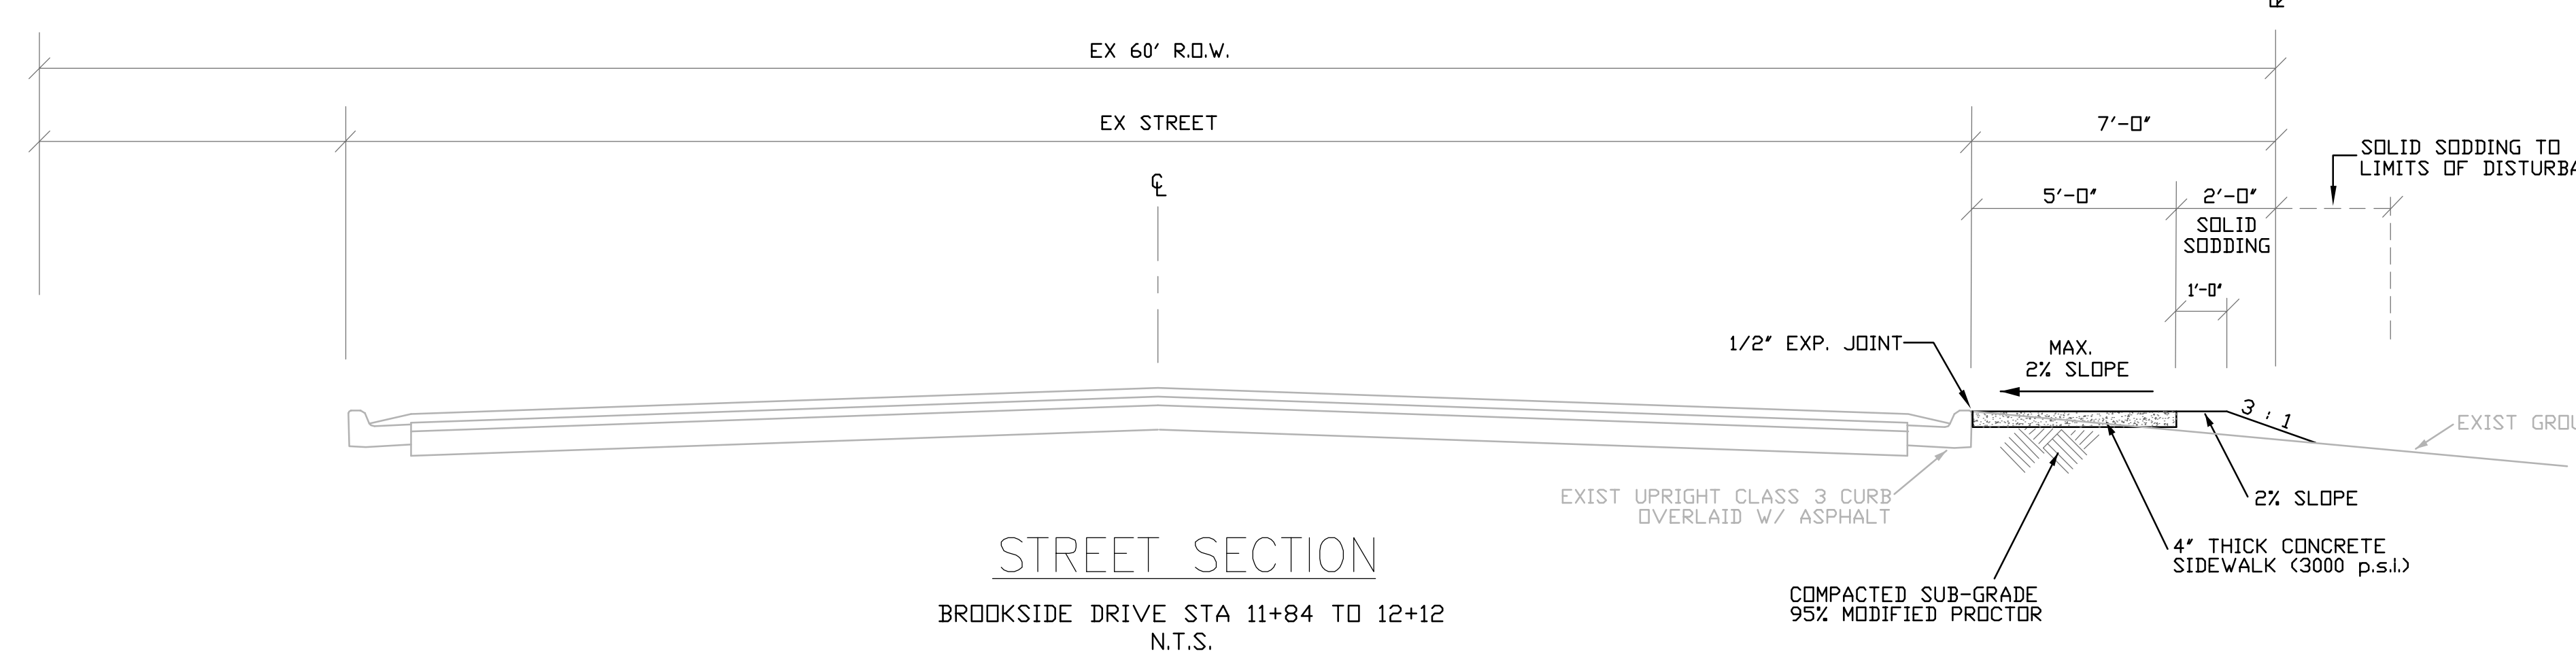 EX 60' R.O.W.
EX STREET
7'-0"
SOLID SODDING TO
LIMITS OF
5'-0"
2'-0"
SOLID
SODDING
1'-0"
1/2" EXP. JOINT
MAX.
2% SLOPE
3 : 1
EXIST
EXIST UPRIGHT CLASS 3 CURB
OVERLAID W/ ASPHALT
2% SLOPE
4" THICK CONCRETE
SIDEWALK (3000 p.s.i.)
COMPACTED SUB-GRADE
95% MODIFIED PROCTOR
STREET SECTION
BROOKSIDE DRIVE STA 11+84 TO 12+12
N.T.S.